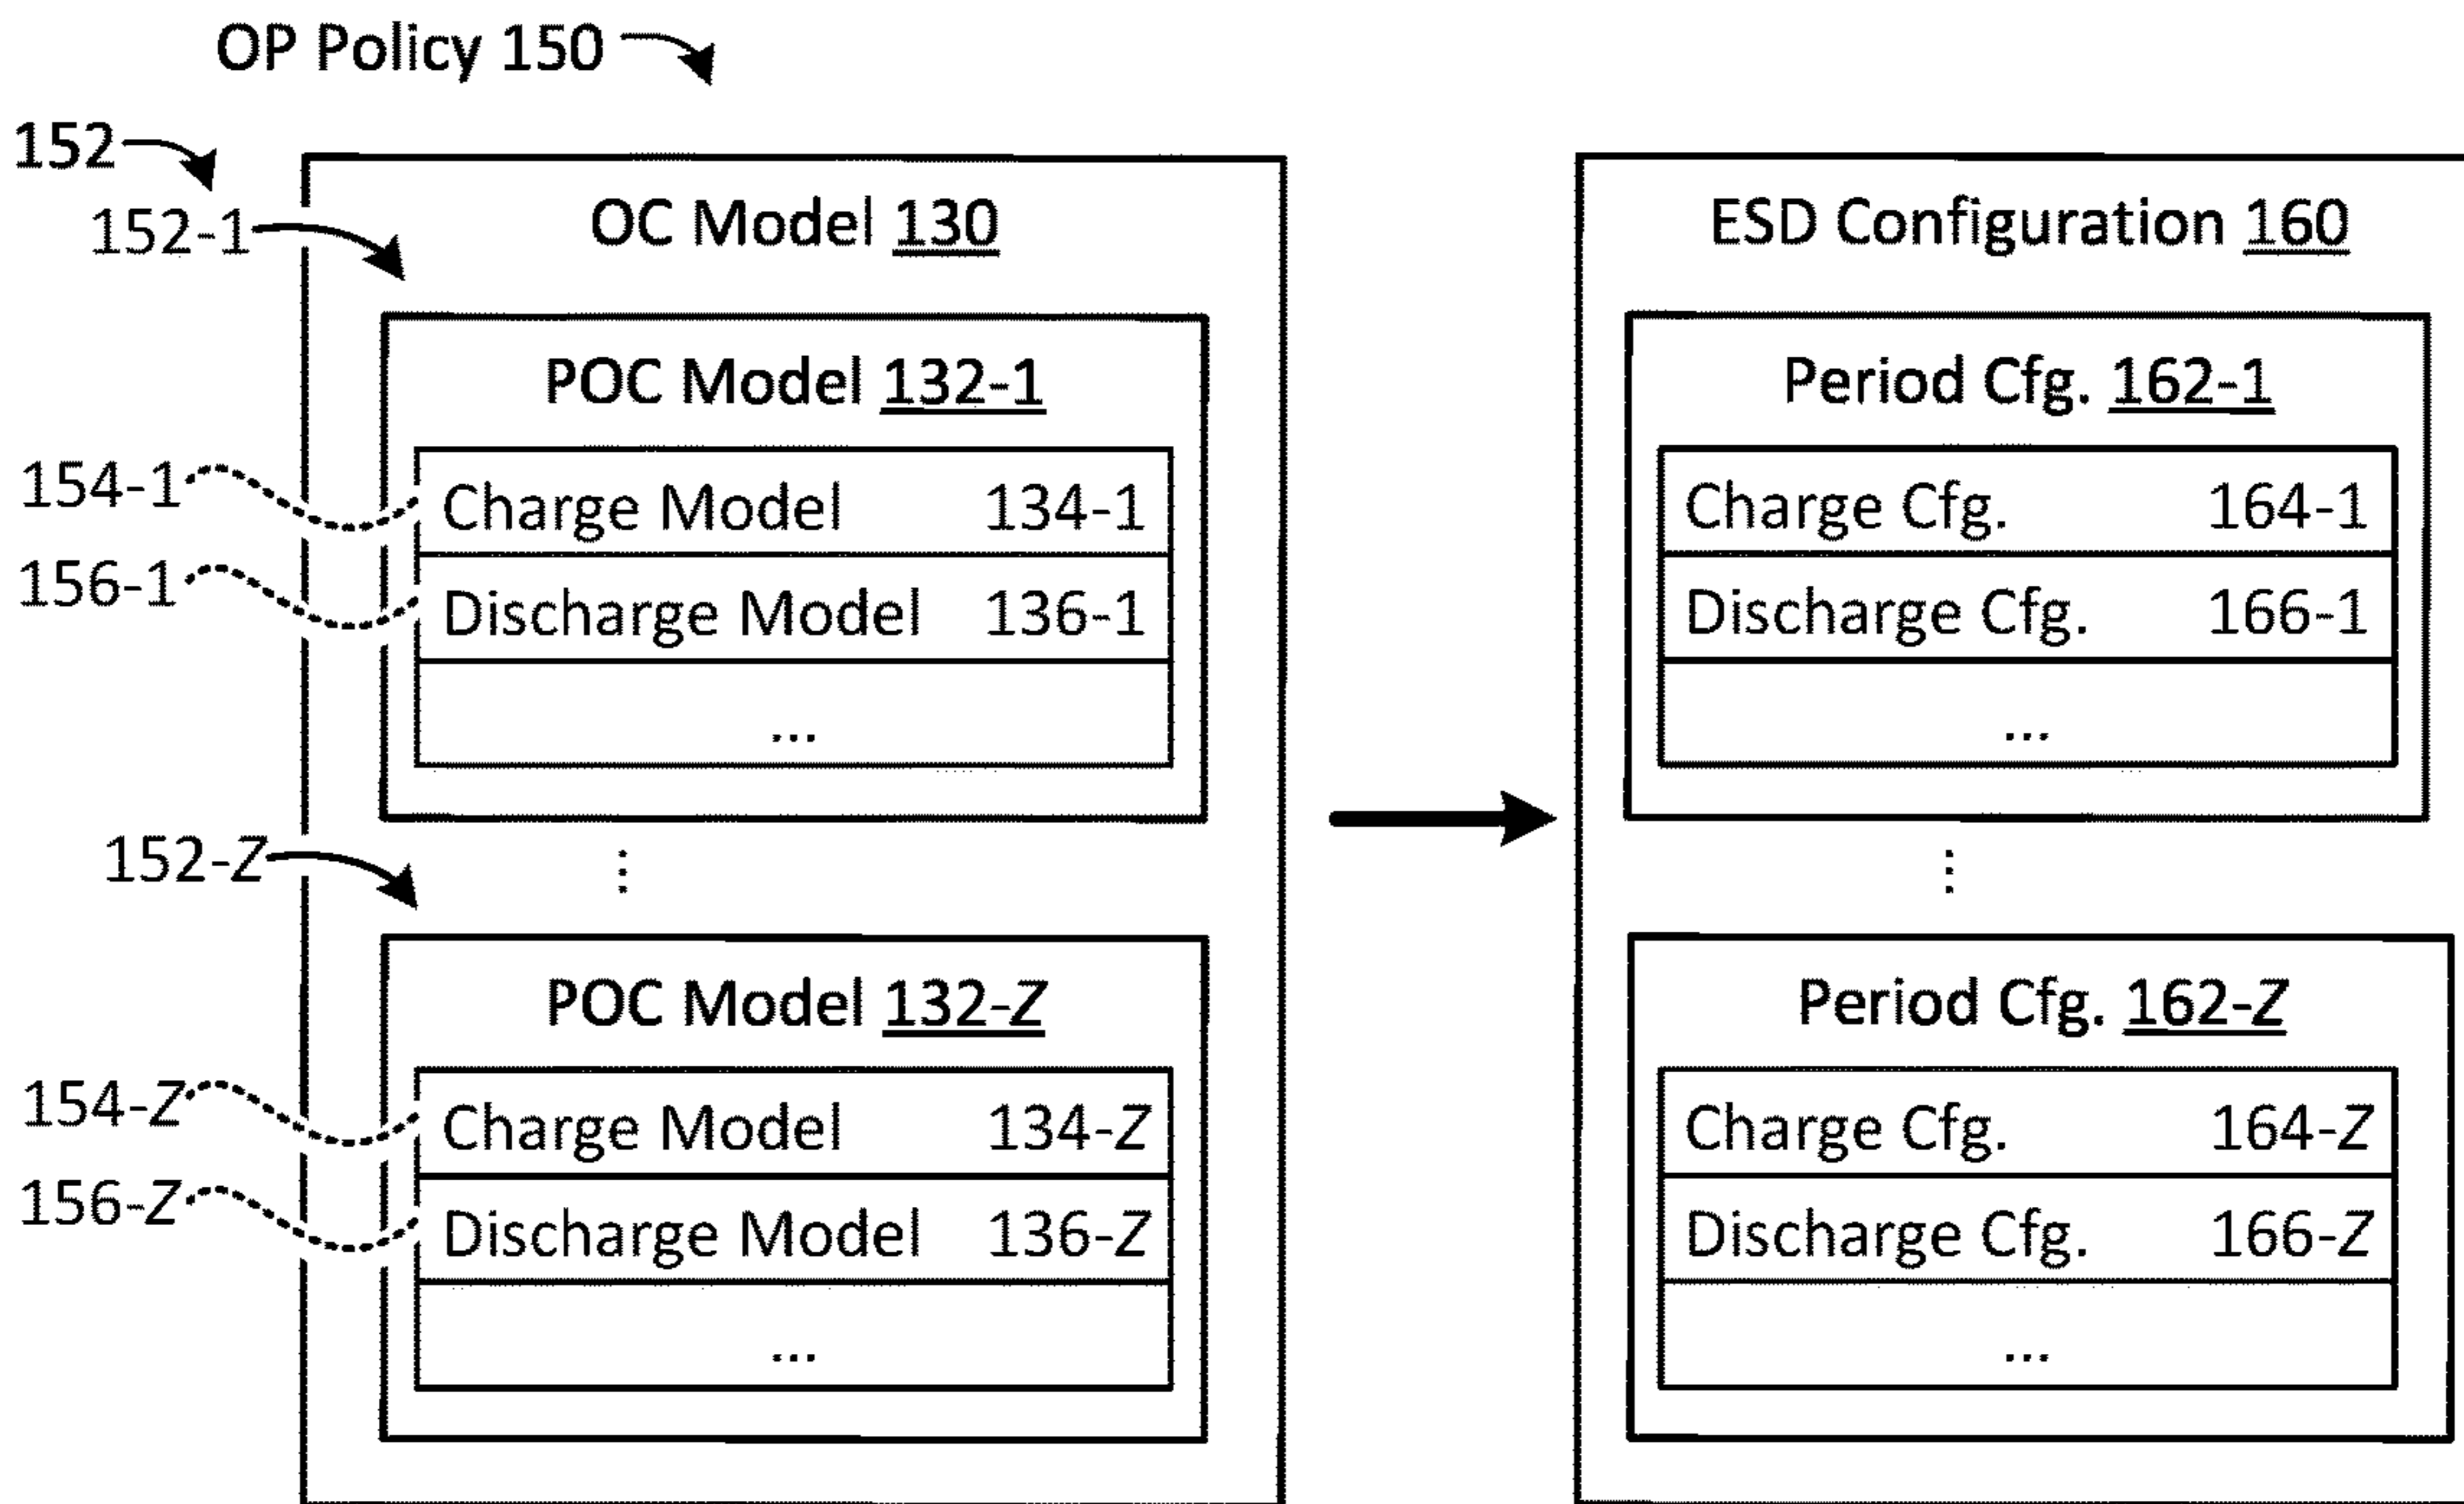 OP Policy 150
152
152-1
OC Model 130
POC Model 132-1
154-1
Charge Model 134-1
156-1
Discharge Model 136-1
...
⋮
152-Z
POC Model 132-Z
154-Z
Charge Model 134-Z
156-Z
Discharge Model 136-Z
...
ESD Configuration 160
Period Cfg. 162-1
Charge Cfg. 164-1
Discharge Cfg. 166-1
...
⋮
Period Cfg. 162-Z
Charge Cfg. 164-Z
Discharge Cfg. 166-Z
...